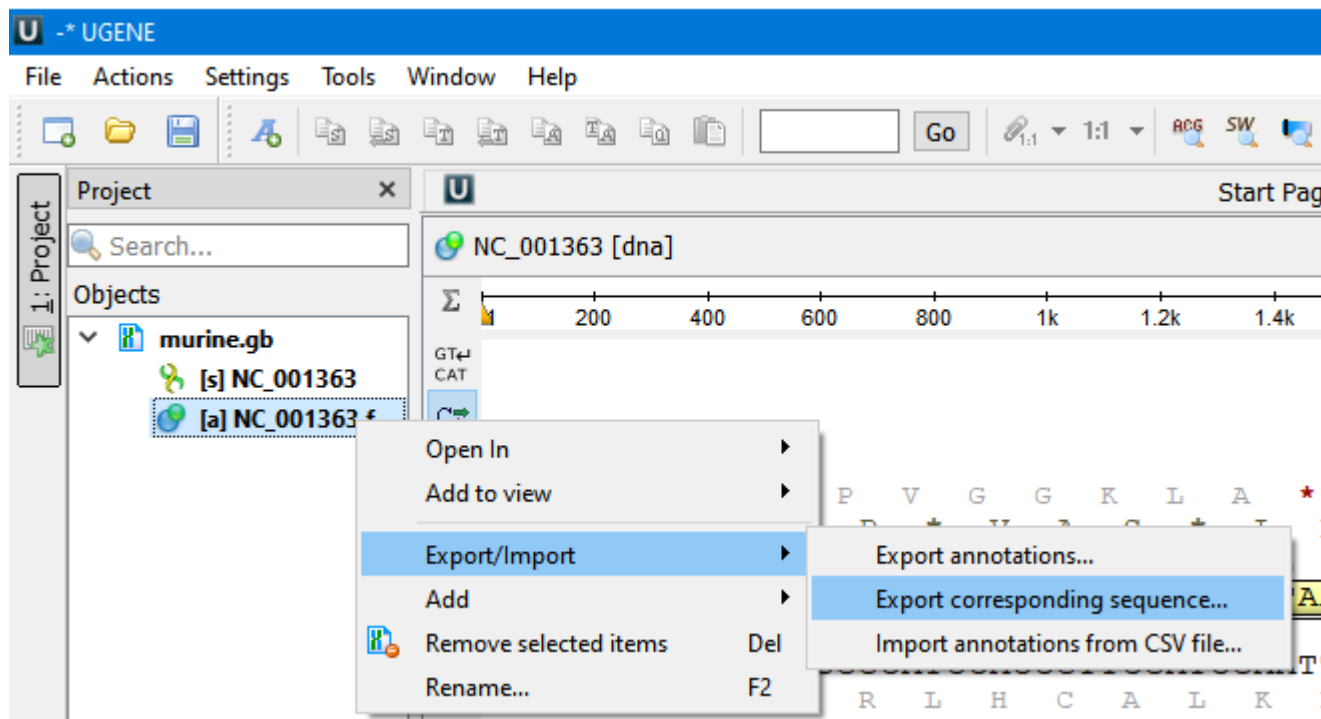 U -* UGENE
File Actions Settings Tools Window Help
Go 1:1 1:1 ACG SW
1: Project
Project
Start Pag
Search...
NC_001363 [dna]
Objects
Σ 1 200 400 600 800 1k 1.2k 1.4k
murine.gb
GT
CAT
[s] NC_001363
[a] NC_001363 f
Open In
Add to view
P V G G K L A *
Export/Import
Export annotations...
Add
Export corresponding sequence...
Remove selected items Del
Import annotations from CSV file...
Rename... F2
R L H C A L K